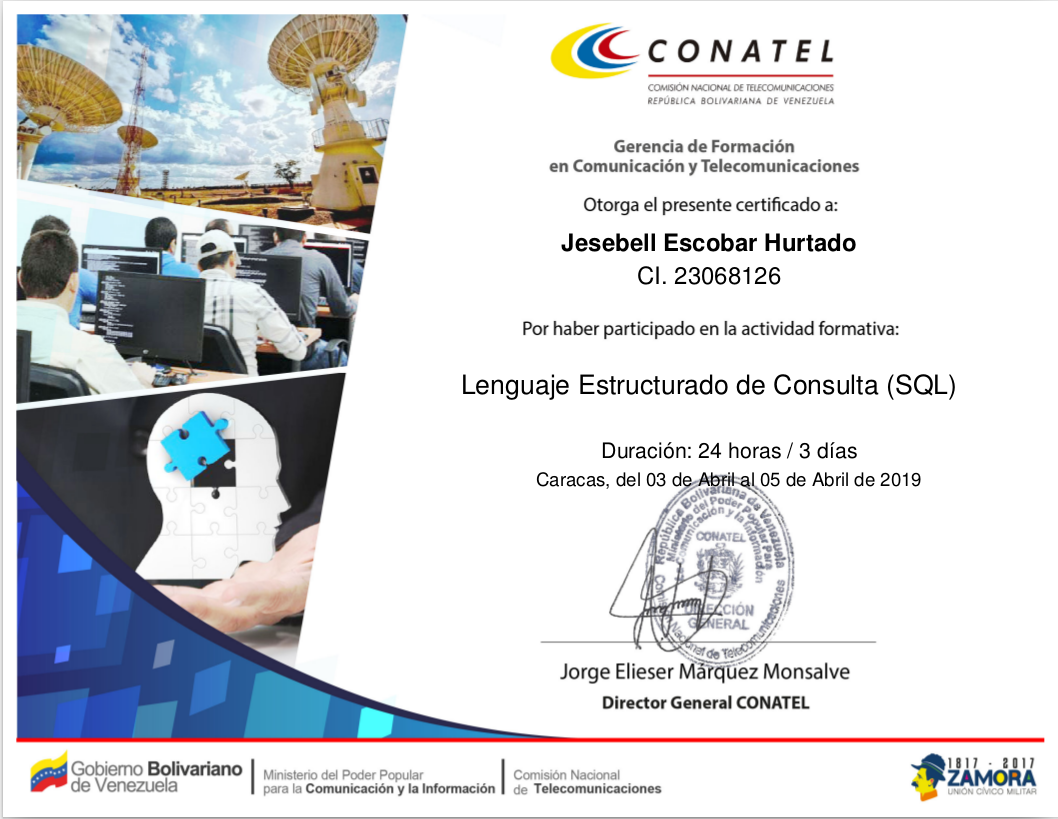 CONATEL
COMISIÓN NACIONAL DE TELECOMUNICACIONES
REPÚBLICA BOLIVARIANA DE VENEZUELA
Gerencia de Formación
en Comunicación y Telecomunicaciones
Otorga el presente certificado a:
Jesebell Escobar Hurtado
CI. 23068126
Por haber participado en la actividad formativa:
Lenguaje Estructurado de Consulta (SQL)
Duración: 24 horas / 3 días
Caracas, del 03 de Abril al 05 de Abril de 2019
República Bolivariana de Venezuela
Ministerio del Poder Popular Para
la Comunicación y la Información
CONATEL
DIRECCIÓN
GENERAL
Comisión Nacional de Telecomunicaciones
Jorge Elieser Márquez Monsalve
Director General CONATEL
Gobierno Bolivariano
de Venezuela
Ministerio del Poder Popular
para la Comunicación y la Información
Comisión Nacional
de Telecomunicaciones
1817 - 2017
ZAMORA
UNIÓN CÍVICO MILITAR